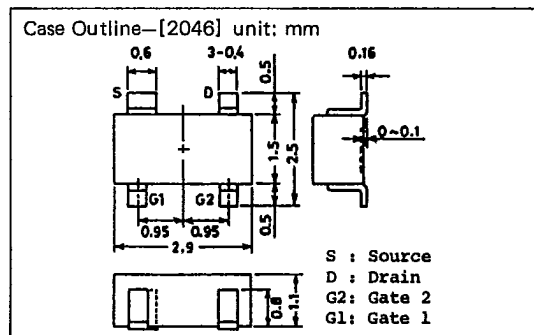 Case Outline—[2046] unit: mm
0.6
3-0.4
0.16
S
D
0.5
1.5
2.5
0~0.1
G1
G2
0.5
0.95
0.95
2.9
S : Source
D : Drain
G2: Gate 2
G1: Gate 1
0.8
1.1